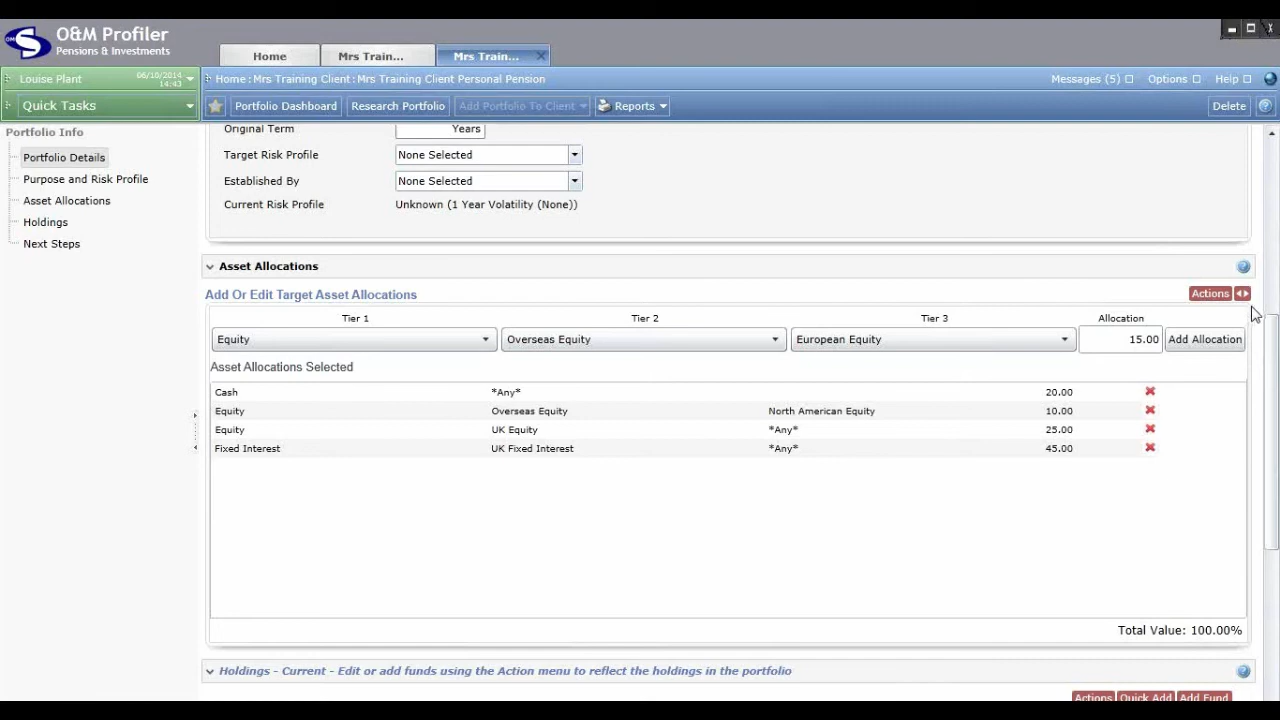 O&M Profiler
Pensions & Investments
Home
Mrs Train...
Mrs Train...
Louise Plant
06/10/2014
14:43
Home : Mrs Training Client : Mrs Training Client Personal Pension
Messages (5)
Options
Help
Quick Tasks
Portfolio Dashboard
Research Portfolio
Add Portfolio To Client
Reports
Delete
Portfolio Info
Portfolio Details
Purpose and Risk Profile
Asset Allocations
Holdings
Next Steps
Original Term
Years
Target Risk Profile
None Selected
Established By
None Selected
Current Risk Profile
Unknown (1 Year Volatility (None))
Asset Allocations
Add Or Edit Target Asset Allocations
Actions
Tier 1 Tier 2 Tier 3 Allocation
Equity Overseas Equity European Equity 15.00 Add Allocation
Asset Allocations Selected
Cash *Any* 20.00
Equity Overseas Equity North American Equity 10.00
Equity UK Equity *Any* 25.00
Fixed Interest UK Fixed Interest *Any* 45.00
Total Value: 100.00%
Holdings - Current - Edit or add funds using the Action menu to reflect the holdings in the portfolio
Actions Quick Add Add Fund